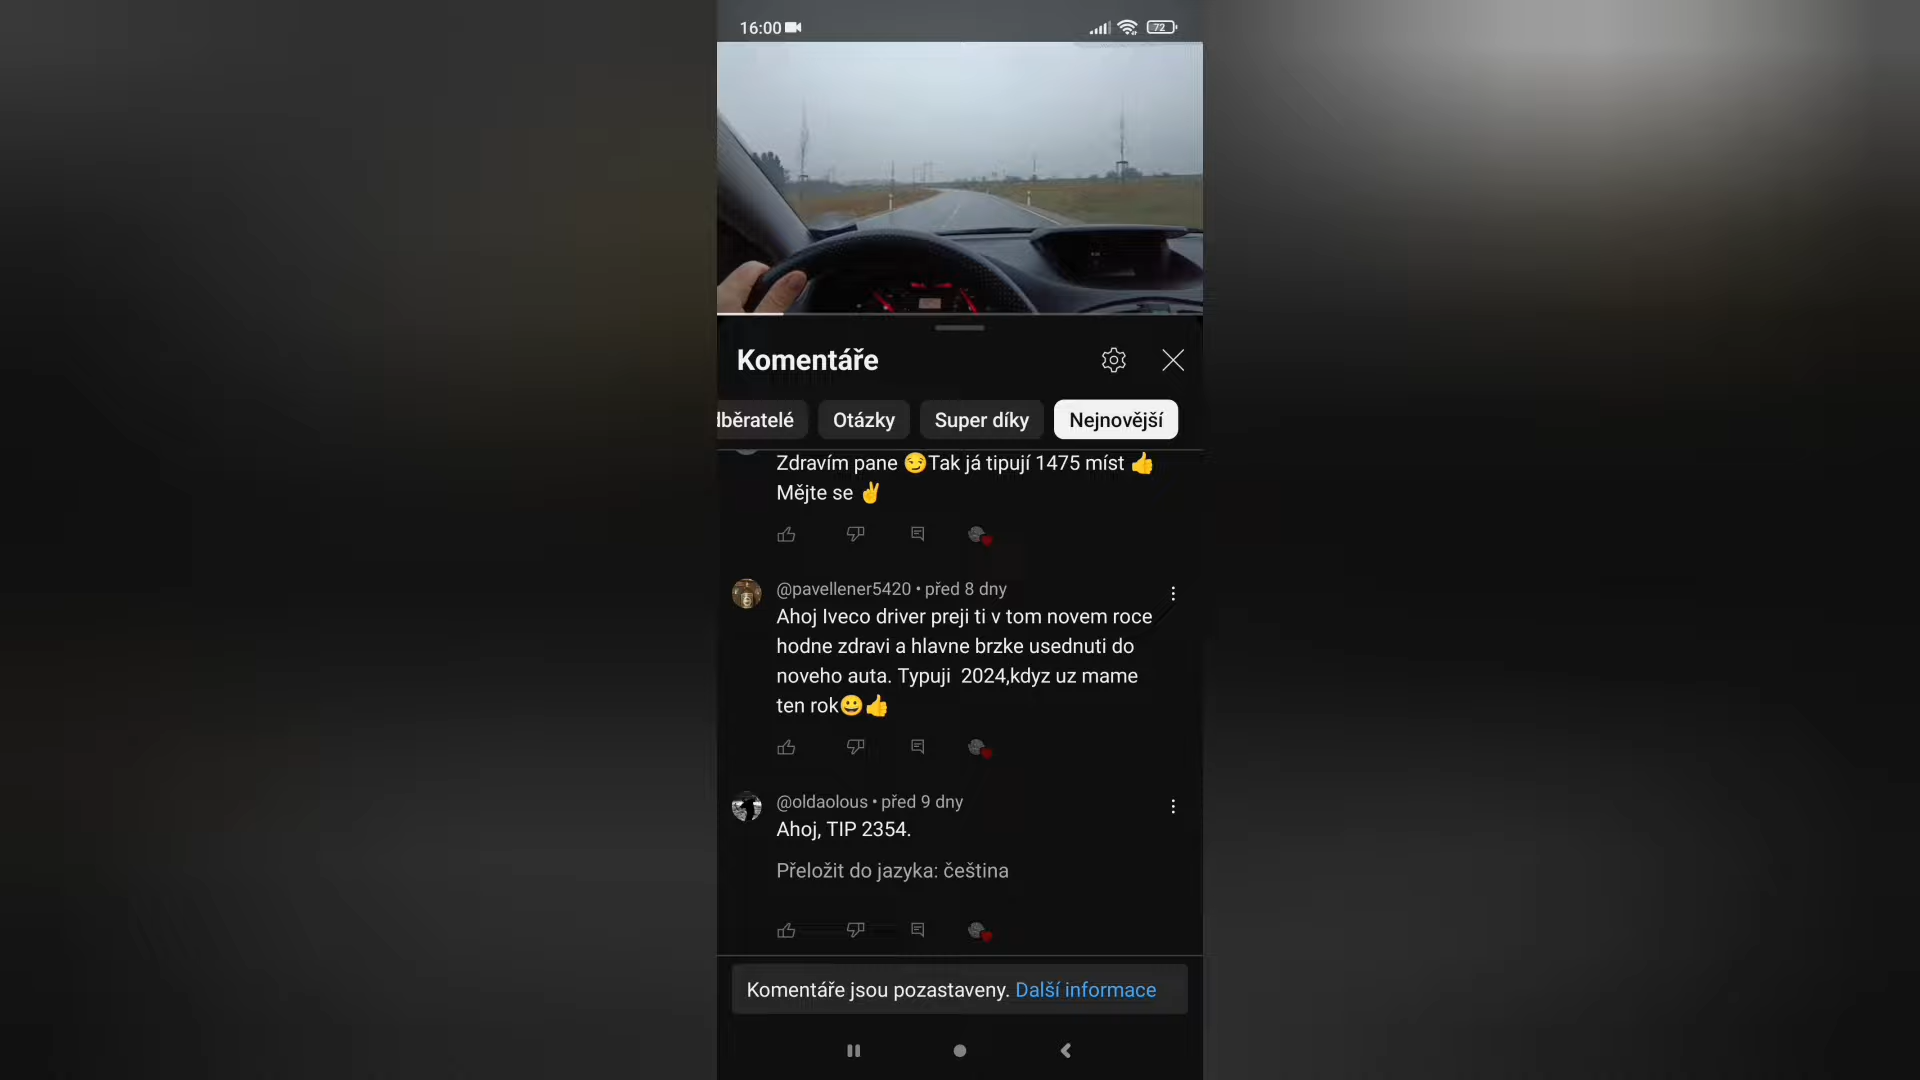 16:00
72
Komentáře
dběratelé Otázky Super díky Nejnovější
Zdravím pane 😏Tak já tipují 1475 míst 👍
Mějte se ✌
@pavellener5420 • před 8 dny
Ahoj Iveco driver preji ti v tom novem roce
hodne zdravi a hlavne brzke usednuti do
noveho auta. Typuji  2024,kdyz uz mame
ten rok😀👍
@oldaolous • před 9 dny
Ahoj, TIP 2354.
Přeložit do jazyka: čeština
Komentáře jsou pozastaveny. Další informace